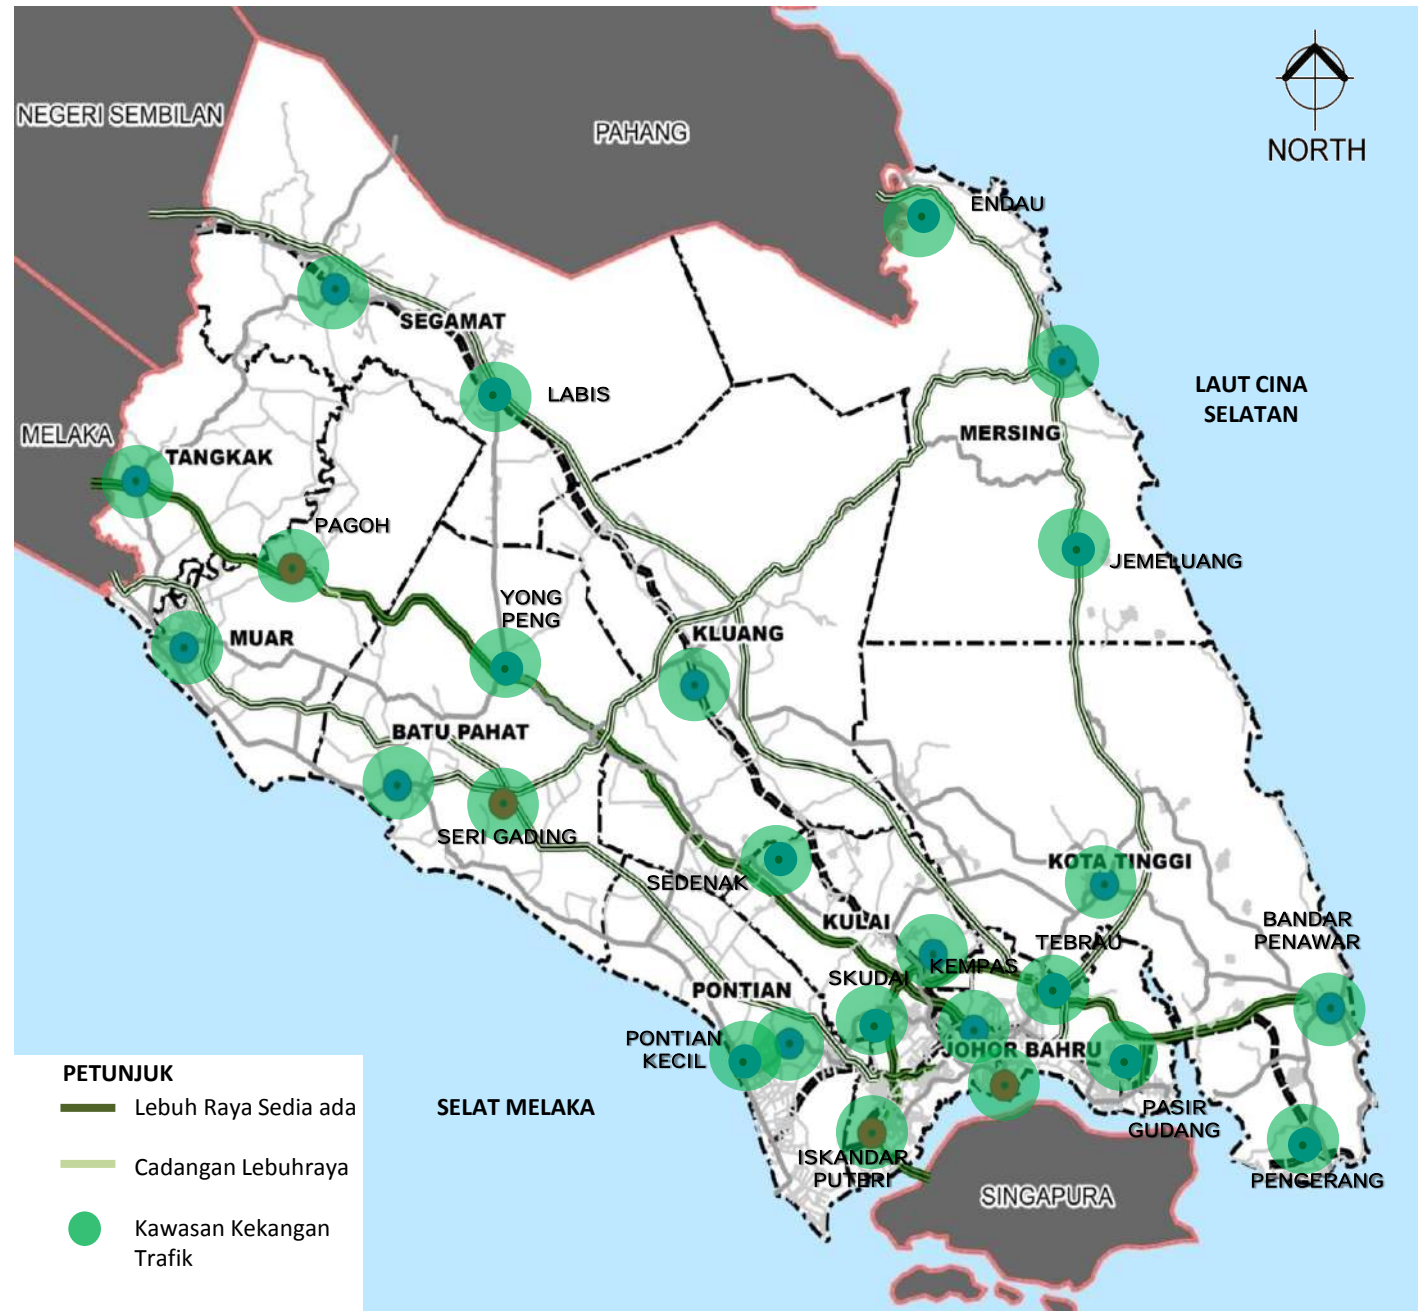 NEGERI SEMBILAN
PAHANG
NORTH
ENDAU
SEGAMAT
LABIS
LAUT CINA
SELATAN
MELAKA
MERSING
TANGKAK
PAGOH
JEMELUANG
YONG
PENG
MUAR
KLUANG
BATU PAHAT
SERI GADING
SEDENAK
KOTA TINGGI
KULAI
BANDAR
PENAWAR
TEBRAU
KEMPAS
SKUDAI
PONTIAN
PONTIAN
KECIL
JOHOR BAHRU
PASIR
GUDANG
ISKANDAR
PUTERI
PENGERANG
SINGAPURA
SELAT MELAKA
PETUNJUK
Lebuh Raya Sedia ada
Cadangan Lebuhraya
Kawasan Kekangan
Trafik